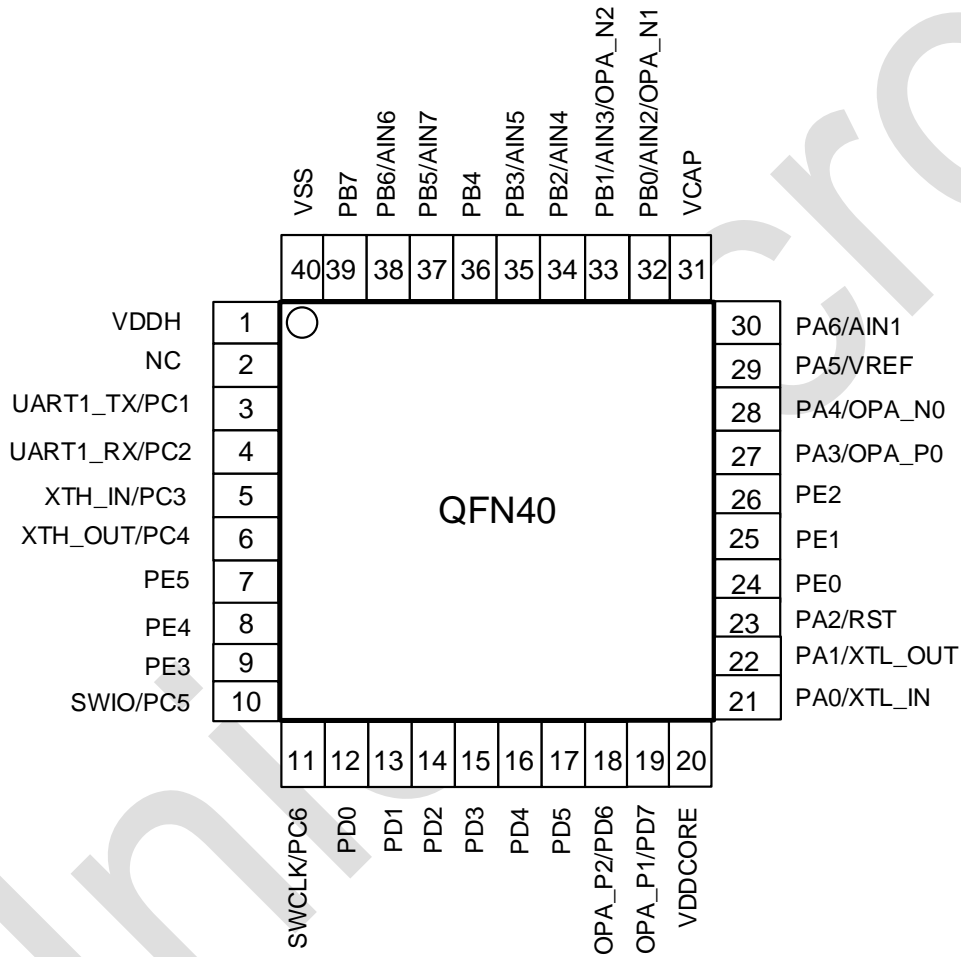 VSS
PB7
PB6/AIN6
PB5/AIN7
PB4
PB3/AIN5
PB2/AIN4
PB1/AIN3/OPA_N2
PB0/AIN2/OPA_N1
VCAP
40 39 38 37 36 35 34 33 32 31
VDDH 1
NC 2
UART1_TX/PC1 3
UART1_RX/PC2 4
XTH_IN/PC3 5
XTH_OUT/PC4 6
PE5 7
PE4 8
PE3 9
SWIO/PC5 10
QFN40
30 PA6/AIN1
29 PA5/VREF
28 PA4/OPA_N0
27 PA3/OPA_P0
26 PE2
25 PE1
24 PE0
23 PA2/RST
22 PA1/XTL_OUT
21 PA0/XTL_IN
11 12 13 14 15 16 17 18 19 20
SWCLK/PC6
PD0
PD1
PD2
PD3
PD4
PD5
OPA_P2/PD6
OPA_P1/PD7
VDDCORE